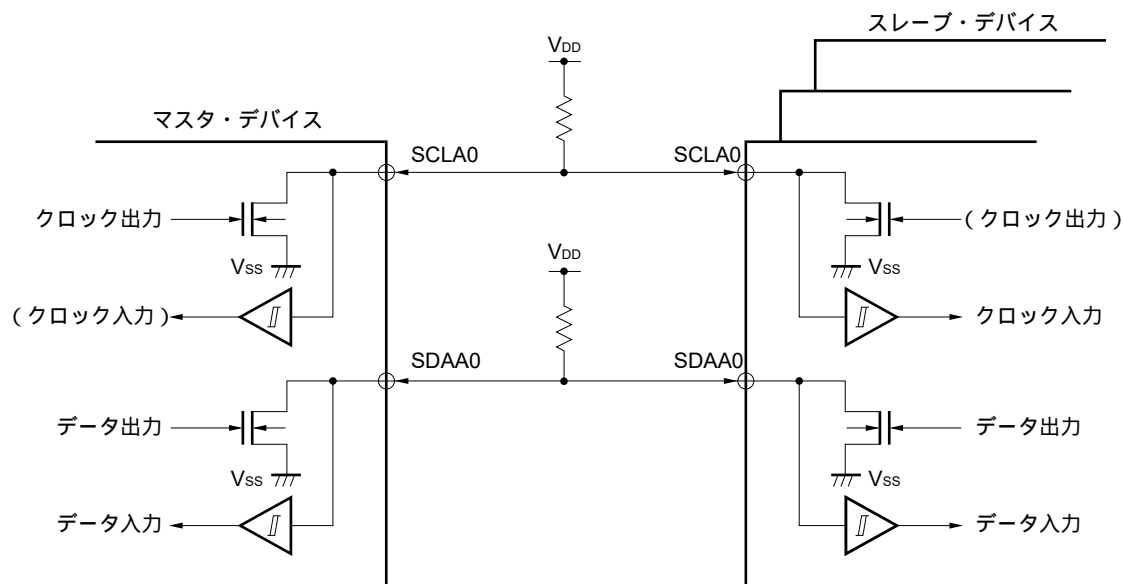 スレーブ・デバイス
VDD
マスタ・デバイス
SCLA0
SCLA0
クロック出力
(クロック出力)
VSS
VDD
VSS
(クロック入力)
クロック入力
SDAA0
SDAA0
データ出力
データ出力
VSS
VSS
データ入力
データ入力